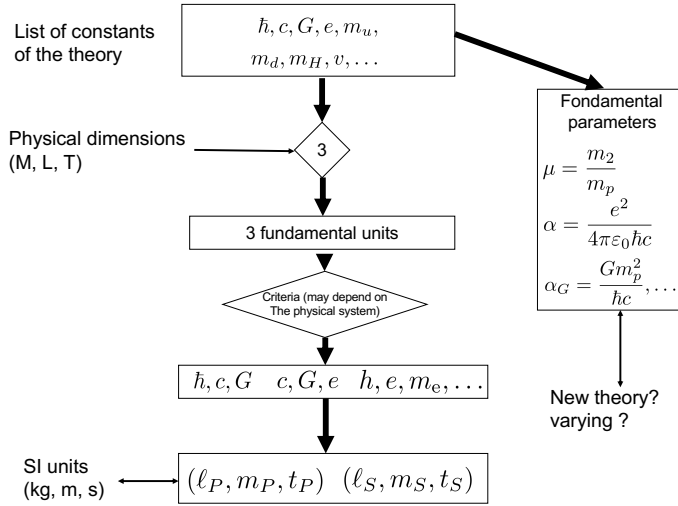 List of constants
of the theory
ħ, c, G, e, m_u,
m_d, m_H, v, . . .
Physical dimensions
(M, L, T)
3
3 fundamental units
Criteria (may depend on
The physical system)
ħ, c, G c, G, e h, e, m_e, . . .
SI units
(kg, m, s)
(ℓ_P, m_P, t_P) (ℓ_S, m_S, t_S)
Fondamental
parameters
μ = m_2/m_p
α = e^2/4πε_0ħc
α_G = Gm_p^2/ħc, . . .
New theory?
varying ?